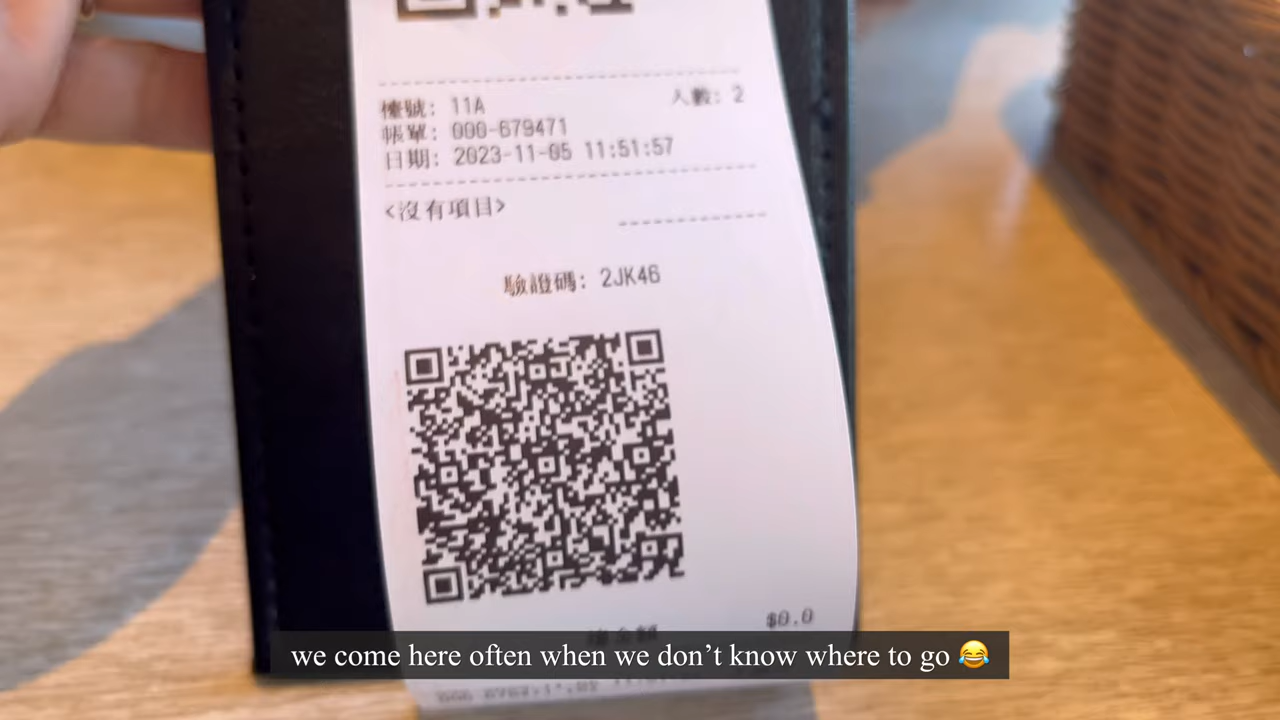 檯號: 11A
人數: 2
帳單: 000-679471
日期: 2023-11-05 11:51:57
<沒有項目>
驗證碼: 2JK46
$0.0
we come here often when we don’t know where to go 😂